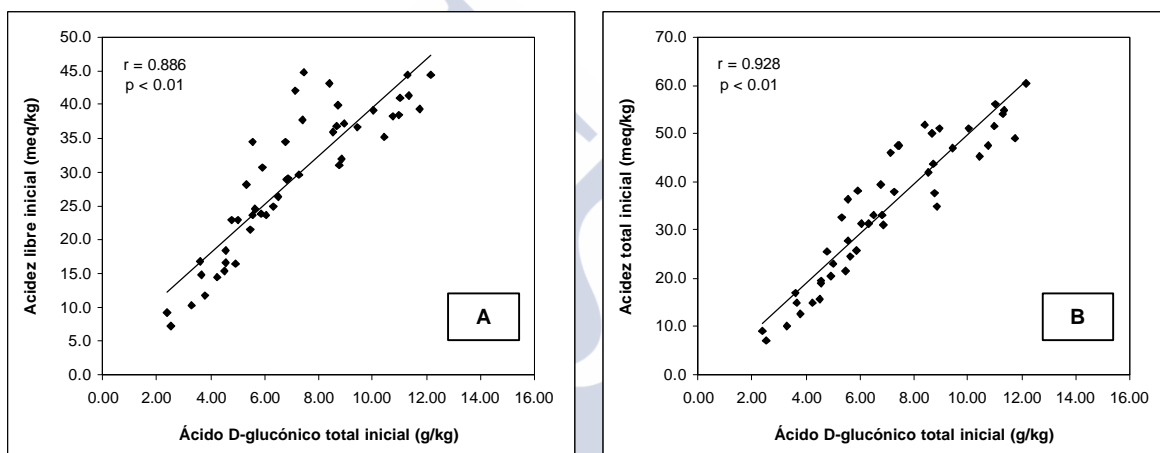 50.0
45.0
40.0
35.0
30.0
25.0
20.0
15.0
10.0
5.0
0.0
r = 0.886
p < 0.01
A
0.00 2.00 4.00 6.00 8.00 10.00 12.00 14.00 16.00
Acidez libre inicial (meq/kg)
Ácido D-glucónico total inicial (g/kg)
70.0
60.0
50.0
40.0
30.0
20.0
10.0
0.0
r = 0.928
p < 0.01
B
0.00 2.00 4.00 6.00 8.00 10.00 12.00 14.00 16.00
Acidez total inicial (meq/kg)
Ácido D-glucónico total inicial (g/kg)